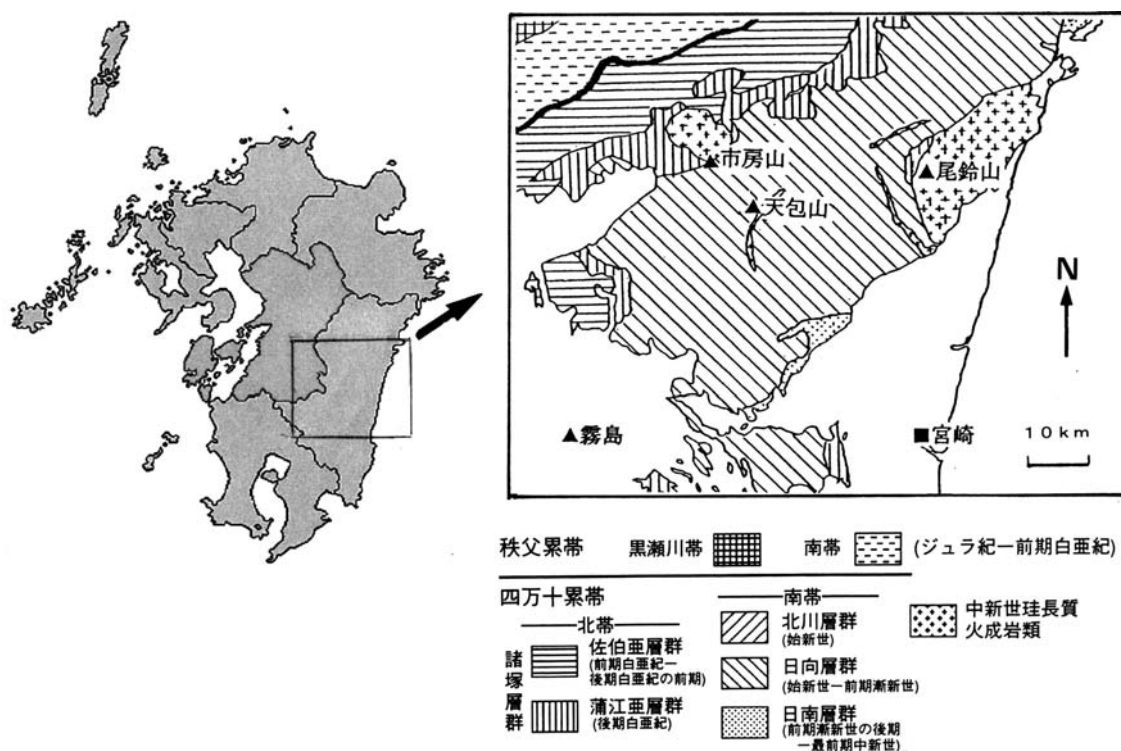 市房山
尾鈴山
天包山
N
霧島
宮崎
10km
秩父累帯 黒瀬川帯 南帯 (ジュラ紀ー前期白亜紀)
四万十累帯
北帯
諸塚層群
佐伯亜層群
(前期白亜紀ー
後期白亜紀の前期)
蒲江亜層群
(後期白亜紀)
南帯
北川層群
(始新世)
日向層群
(始新世ー前期漸新世)
日南層群
(前期漸新世の後期
ー最前期中新世)
中新世珪長質
火成岩類